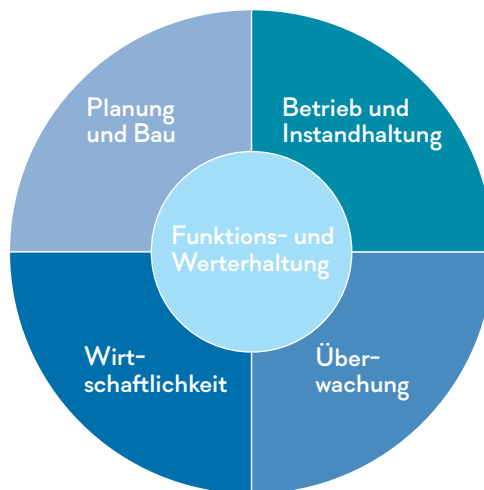 Planung
und Bau
Betrieb und
Instandhaltung
Funktions- und
Werterhaltung
Wirt-
schaftlichkeit
Über-
wachung